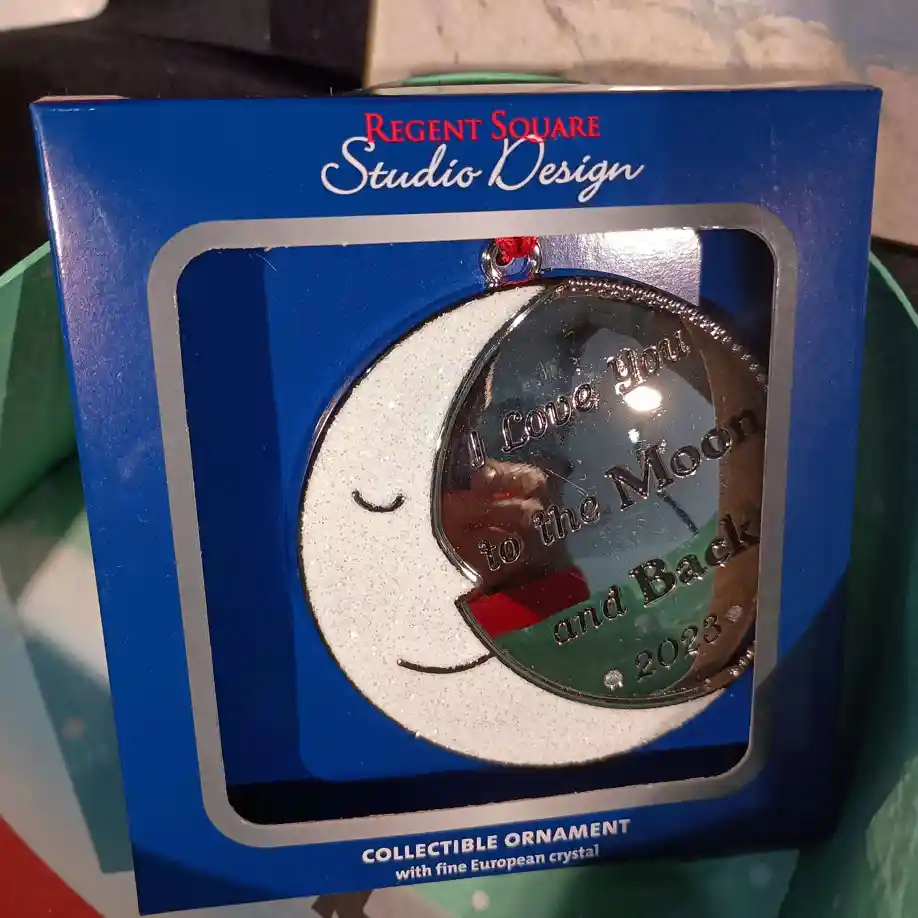 REGENT SQUARE
Studio Design
I Love You
to the Moon
and Back
2023
COLLECTIBLE ORNAMENT
with fine European crystal